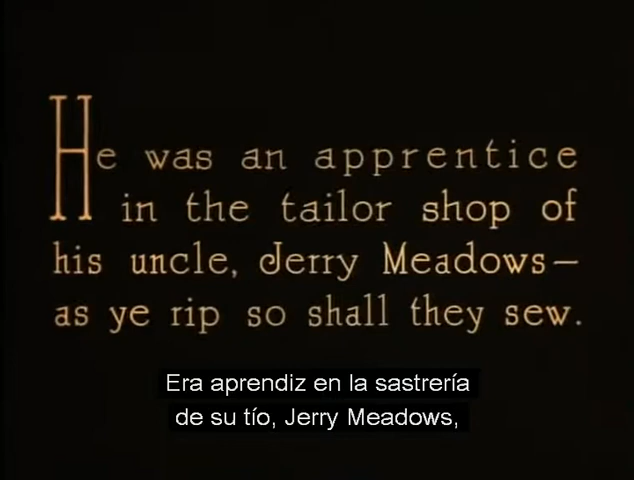 He was an apprentice
in the tailor shop of
his uncle, Jerry Meadows—
as ye rip so shall they sew.
Era aprendiz en la sastrería
de su tío, Jerry Meadows,